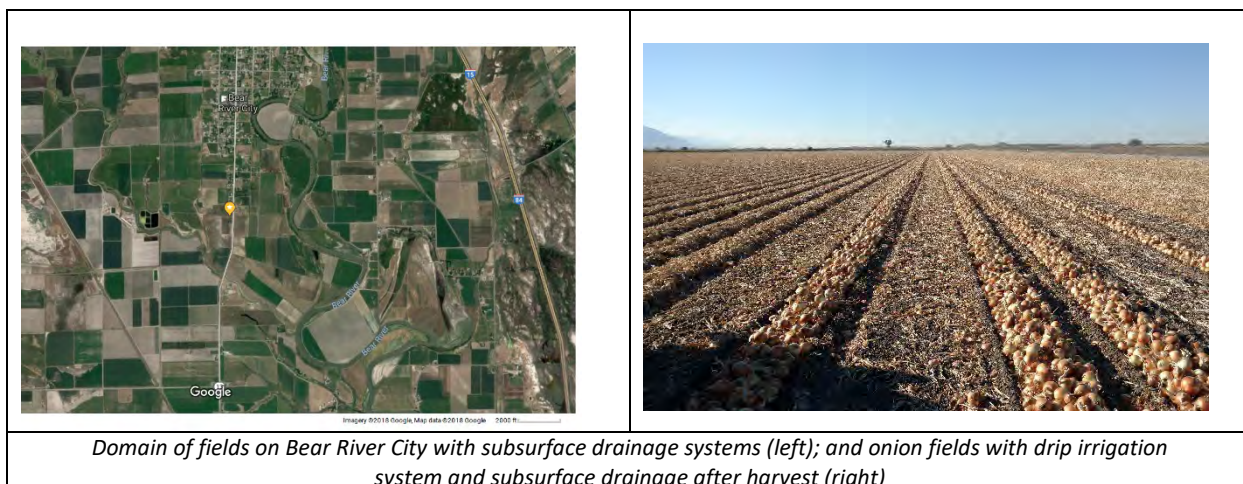 Bear R
15
Bear
River City
84
Bear River
Bear River
Google
Imagery ©2018 Google, Map data ©2018 Google 2000 ft
Domain of fields on Bear River City with subsurface drainage systems (left); and onion fields with drip irrigation
system and subsurface drainage after harvest (right)